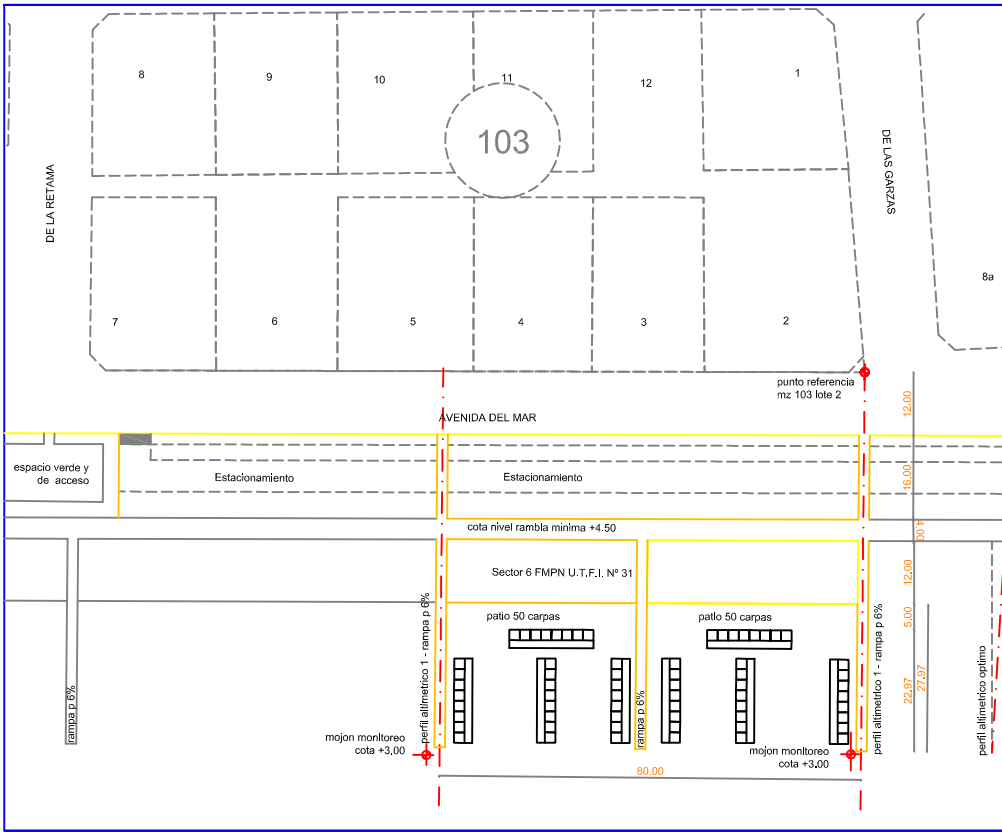 8
9
10
11
12
1
103
DE LA RETAMA
DE LAS GARZAS
8a
7
6
5
4
3
2
punto referencia
mz 103 lote 2
12.00
AVENIDA DEL MAR
espacio verde y
de acceso
Estacionamiento
Estacionamiento
16.00
cota nivel rambla minima +4.50
4.00
Sector 6 FMPN U.T.F.I. Nº 31
12.00
patio 50 carpas
patio 50 carpas
5.00
rampa p 6%
perfil altimetrico 1 - rampa p 6%
rampa p 6%
perfil altimetrico 1 - rampa p 6%
22.97
27.97
perfil altimetrico optimo
mojon monitoreo
cota +3,00
mojon monitoreo
cota +3.00
80.00